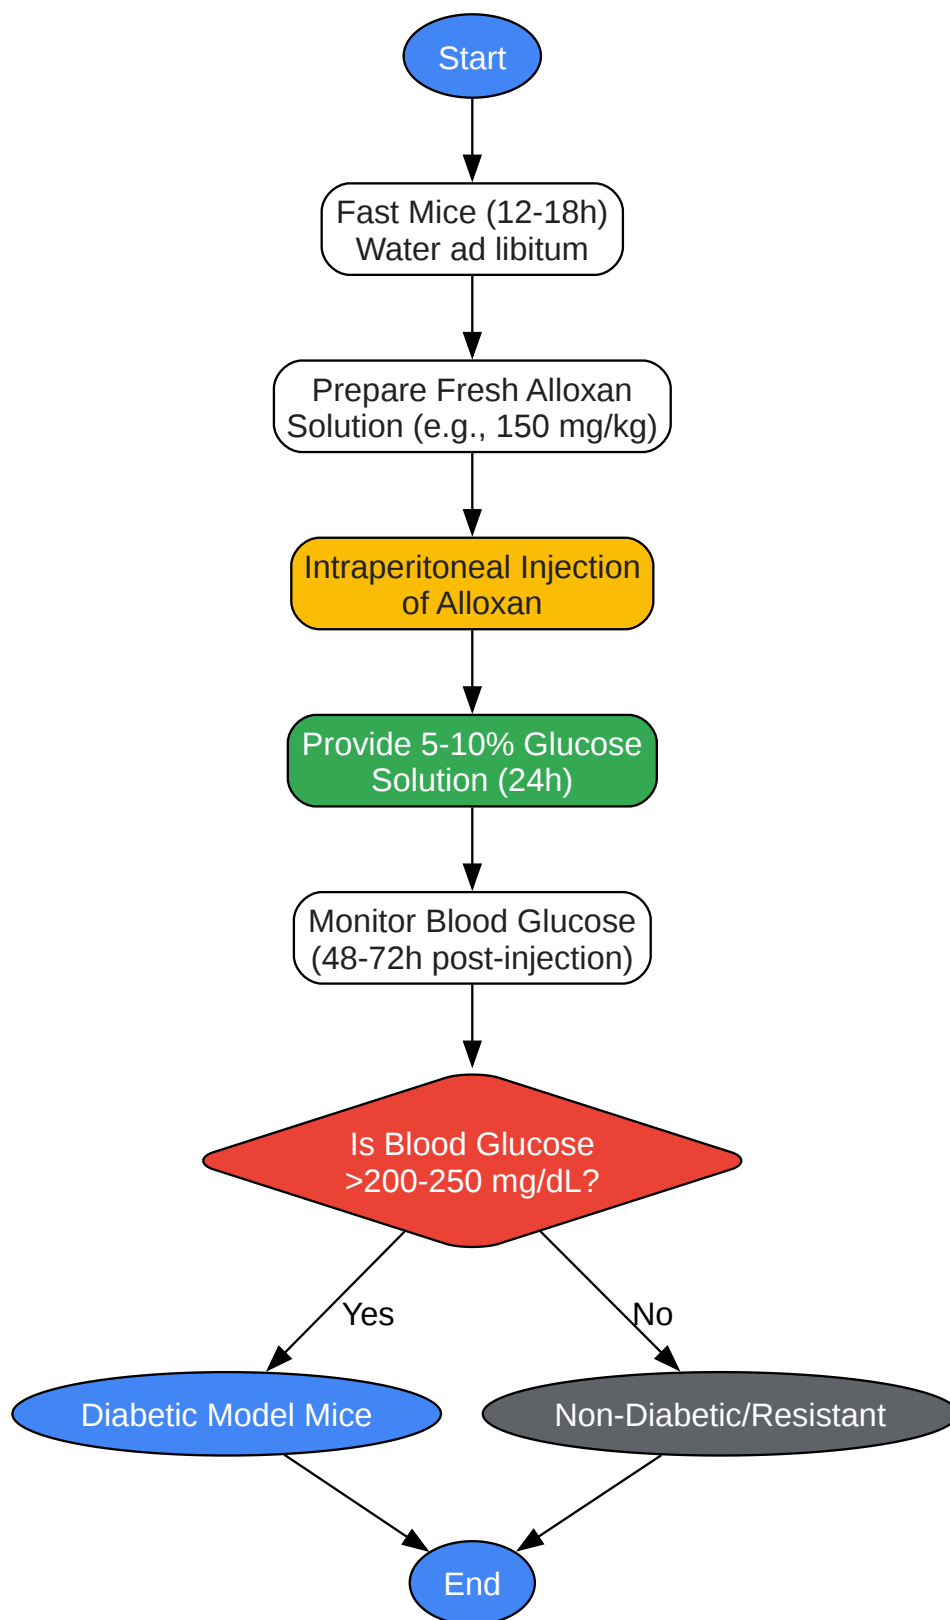 Start
Fast Mice (12-18h)
Water ad libitum
Prepare Fresh Alloxan
Solution (e.g., 150 mg/kg)
Intraperitoneal Injection
of Alloxan
Provide 5-10% Glucose
Solution (24h)
Monitor Blood Glucose
(48-72h post-injection)
Is Blood Glucose
>200-250 mg/dL?
Yes
No
Diabetic Model Mice
Non-Diabetic/Resistant
End